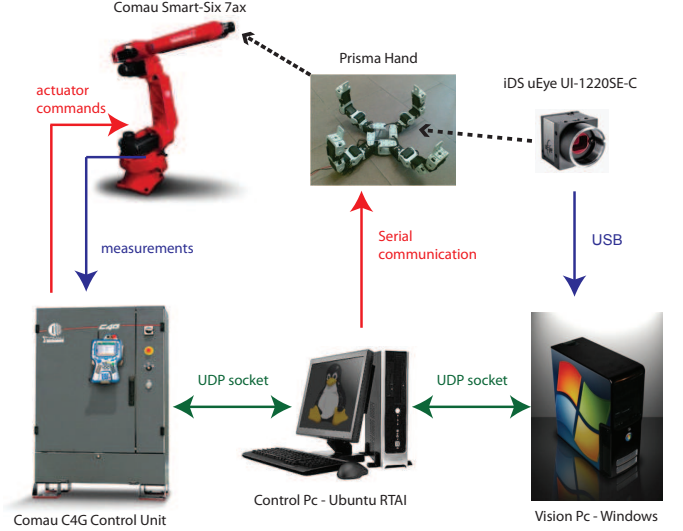 Comau Smart-Six 7ax
Prisma Hand
iDS uEye UI-1220SE-C
actuator
commands
measurements
Serial
communication
USB
C4G
UDP socket
UDP socket
Control Pc - Ubuntu RTAI
Comau C4G Control Unit
Vision Pc - Windows